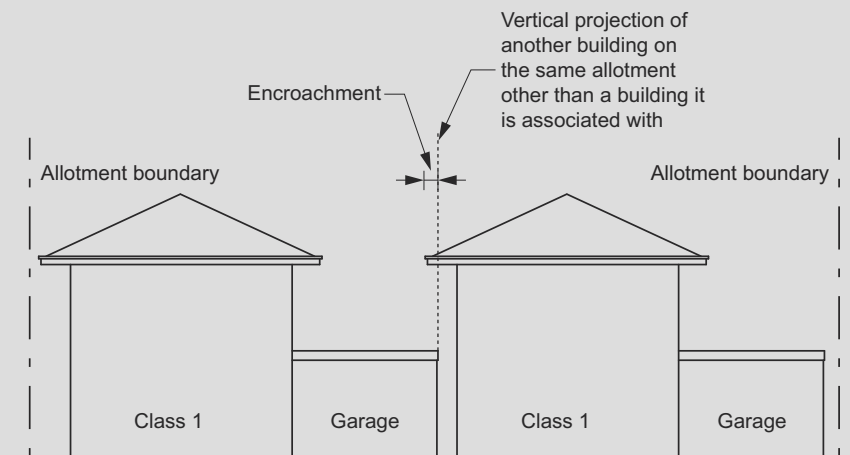 Vertical projection of
another building on
the same allotment
other than a building it
is associated with
Encroachment
Allotment boundary
Allotment boundary
Class 1
Garage
Class 1
Garage